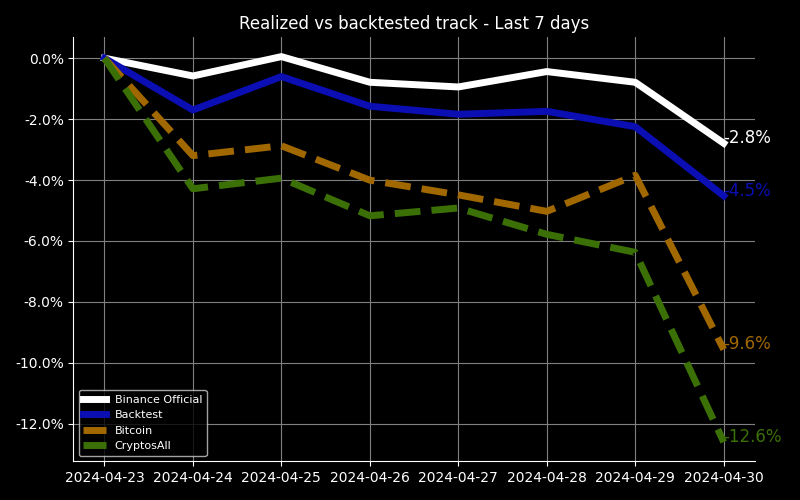 Realized vs backtested track - Last 7 days
0.0%
-2.0%
-4.0%
-6.0%
-8.0%
-10.0%
-12.0%
-2.8%
-4.5%
-9.6%
-12.6%
Binance Official
Backtest
Bitcoin
CryptosAll
2024-04-23 2024-04-24 2024-04-25 2024-04-26 2024-04-27 2024-04-28 2024-04-29 2024-04-30